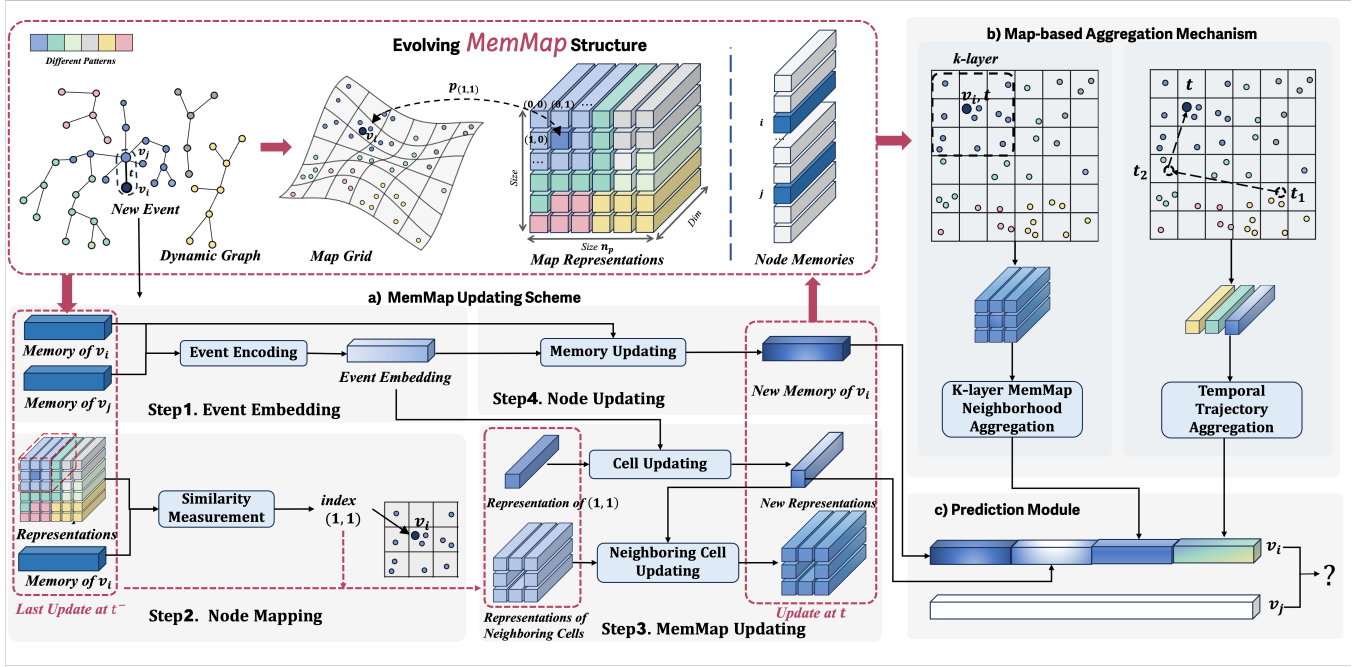 Evolving MemMap Structure
Different Patterns
v_j
t
v_i
New Event
Dynamic Graph
v_i
Map Grid
p_(1,1)
(0, 0) (0, 1) ...
(1, 0)
...
Size
Size n_p
Dim
Map Representations
i
...
j
Node Memories
b) Map-based Aggregation Mechanism
k-layer
v_i, t
t
t_2
t_1
K-layer MemMap
Neighborhood
Aggregation
Temporal
Trajectory
Aggregation
a) MemMap Updating Scheme
Memory of v_i
Memory of v_j
Event Encoding
Event Embedding
Step1. Event Embedding
Memory Updating
New Memory of v_i
Step4. Node Updating
Representations
Memory of v_i
Last Update at t⁻
Similarity
Measurement
index
(1, 1)
v_i
Step2. Node Mapping
Representation of (1, 1)
Cell Updating
New Representations
Representations of
Neighboring Cells
Neighboring Cell
Updating
Update at t
Step3. MemMap Updating
c) Prediction Module
v_i
v_j
?